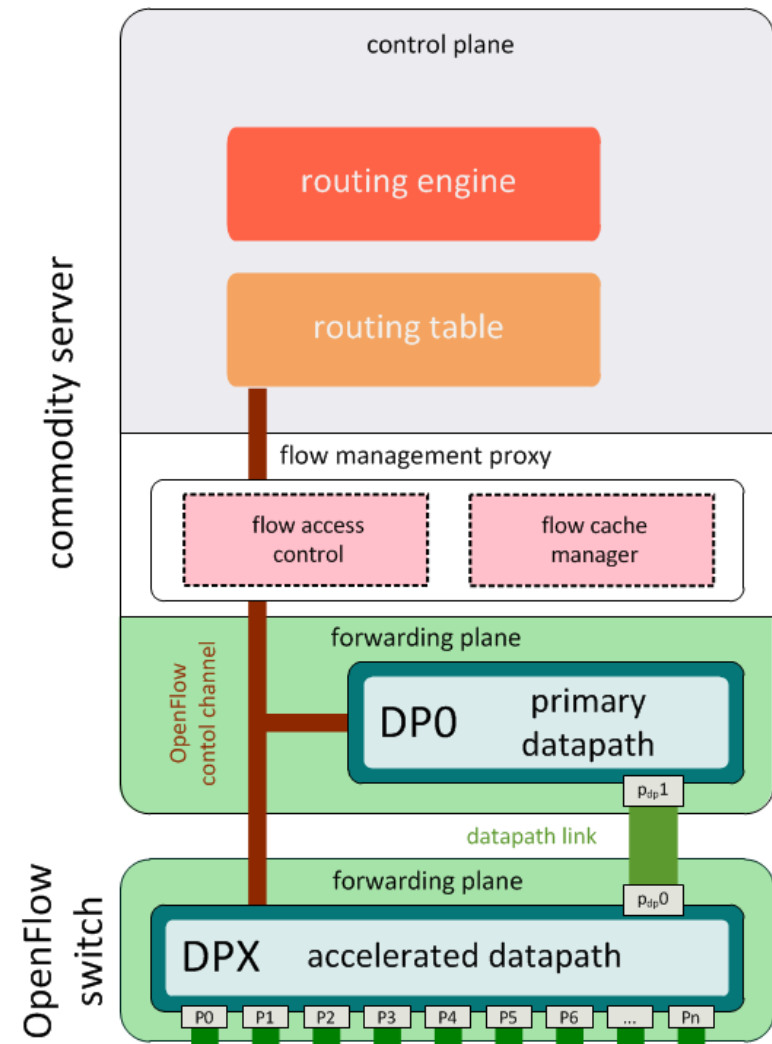 control plane
routing engine
routing table
commodity server
flow management proxy
flow access
control
flow cache
manager
forwarding plane
OpenFlow
contol channel
DP0
primary
datapath
p_dp1
datapath link
OpenFlow
switch
forwarding plane
p_dp0
DPX
accelerated datapath
P0 P1 P2 P3 P4 P5 P6 ... Pn